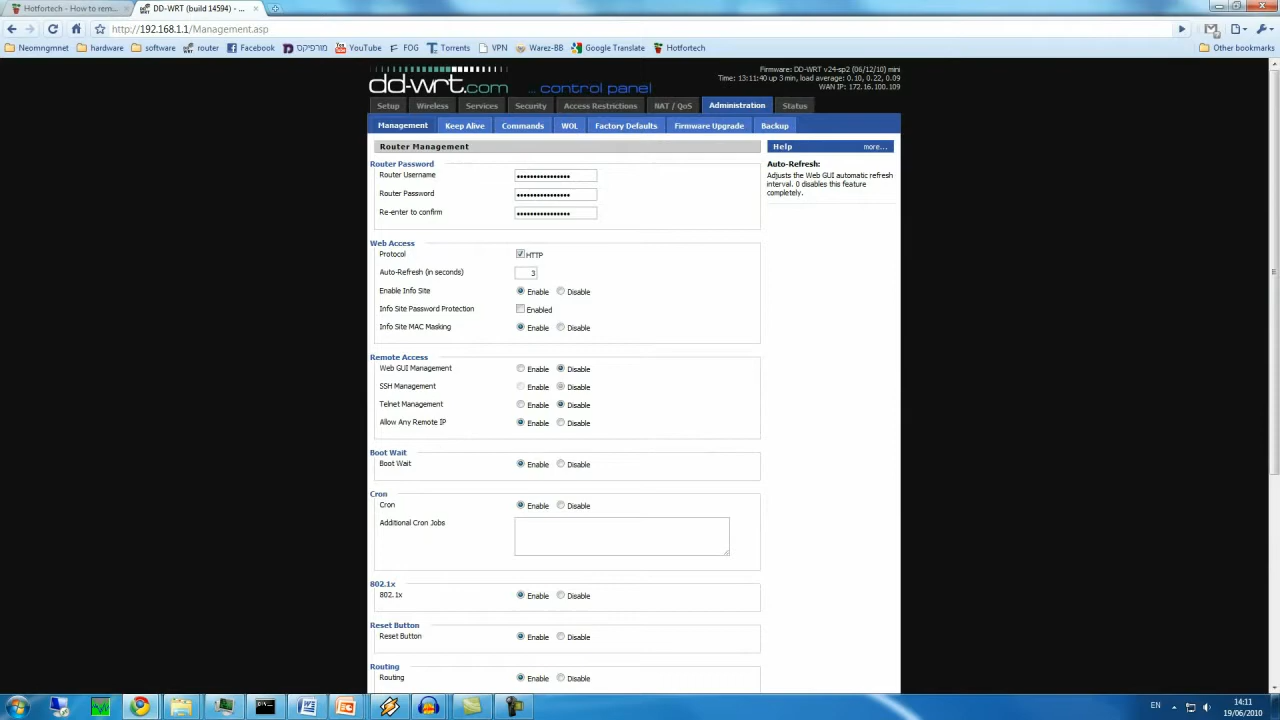 Hotfortech - How to rem...
DD-WRT (build 14594) - ...
http://192.168.1.1/Management.asp
Neomngmnet hardware software router Facebook מורטיקס YouTube FOG Torrents VPN Warez-BB Google Translate Hotfortech Other bookmarks
Firmware: DD-WRT v24-sp2 (06/12/10) mini
Time: 13:11:40 up 3 min, load average: 0.10, 0.22, 0.09
WAN IP: 172.16.100.109
dd-wrt.com ... control panel
Setup Wireless Services Security Access Restrictions NAT / QoS Administration Status
Management Keep Alive Commands WOL Factory Defaults Firmware Upgrade Backup
Router Management
Router Password
Router Username
Router Password
Re-enter to confirm
Web Access
Protocol HTTP
Auto-Refresh (in seconds) 3
Enable Info Site Enable Disable
Info Site Password Protection Enabled
Info Site MAC Masking Enable Disable
Remote Access
Web GUI Management Enable Disable
SSH Management Enable Disable
Telnet Management Enable Disable
Allow Any Remote IP Enable Disable
Boot Wait
Boot Wait Enable Disable
Cron
Cron Enable Disable
Additional Cron Jobs
802.1x
802.1x Enable Disable
Reset Button
Reset Button Enable Disable
Routing
Routing Enable Disable
Help more...
Auto-Refresh:
Adjusts the Web GUI automatic refresh
interval. 0 disables this feature
completely.
EN 14:11
19/06/2010